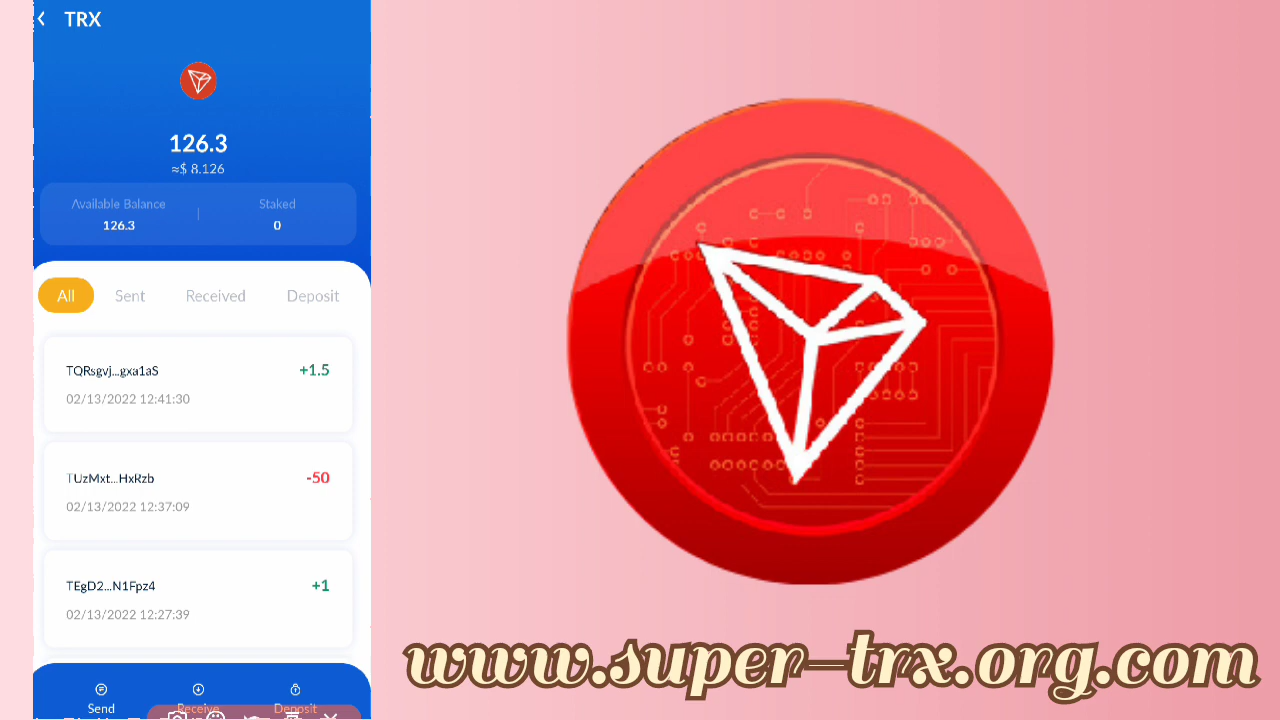 TRX
126.3
≈$ 8.126
Available Balance
Staked
126.3
0
All
Sent
Received
Deposit
TQRsgvj...gxa1aS
+1.5
02/13/2022 12:41:30
TUzMxt...HxRzb
-50
02/13/2022 12:37:09
TEgD2...N1Fpz4
+1
02/13/2022 12:27:39
Send
Receive
Deposit
www.super-trx.org.com